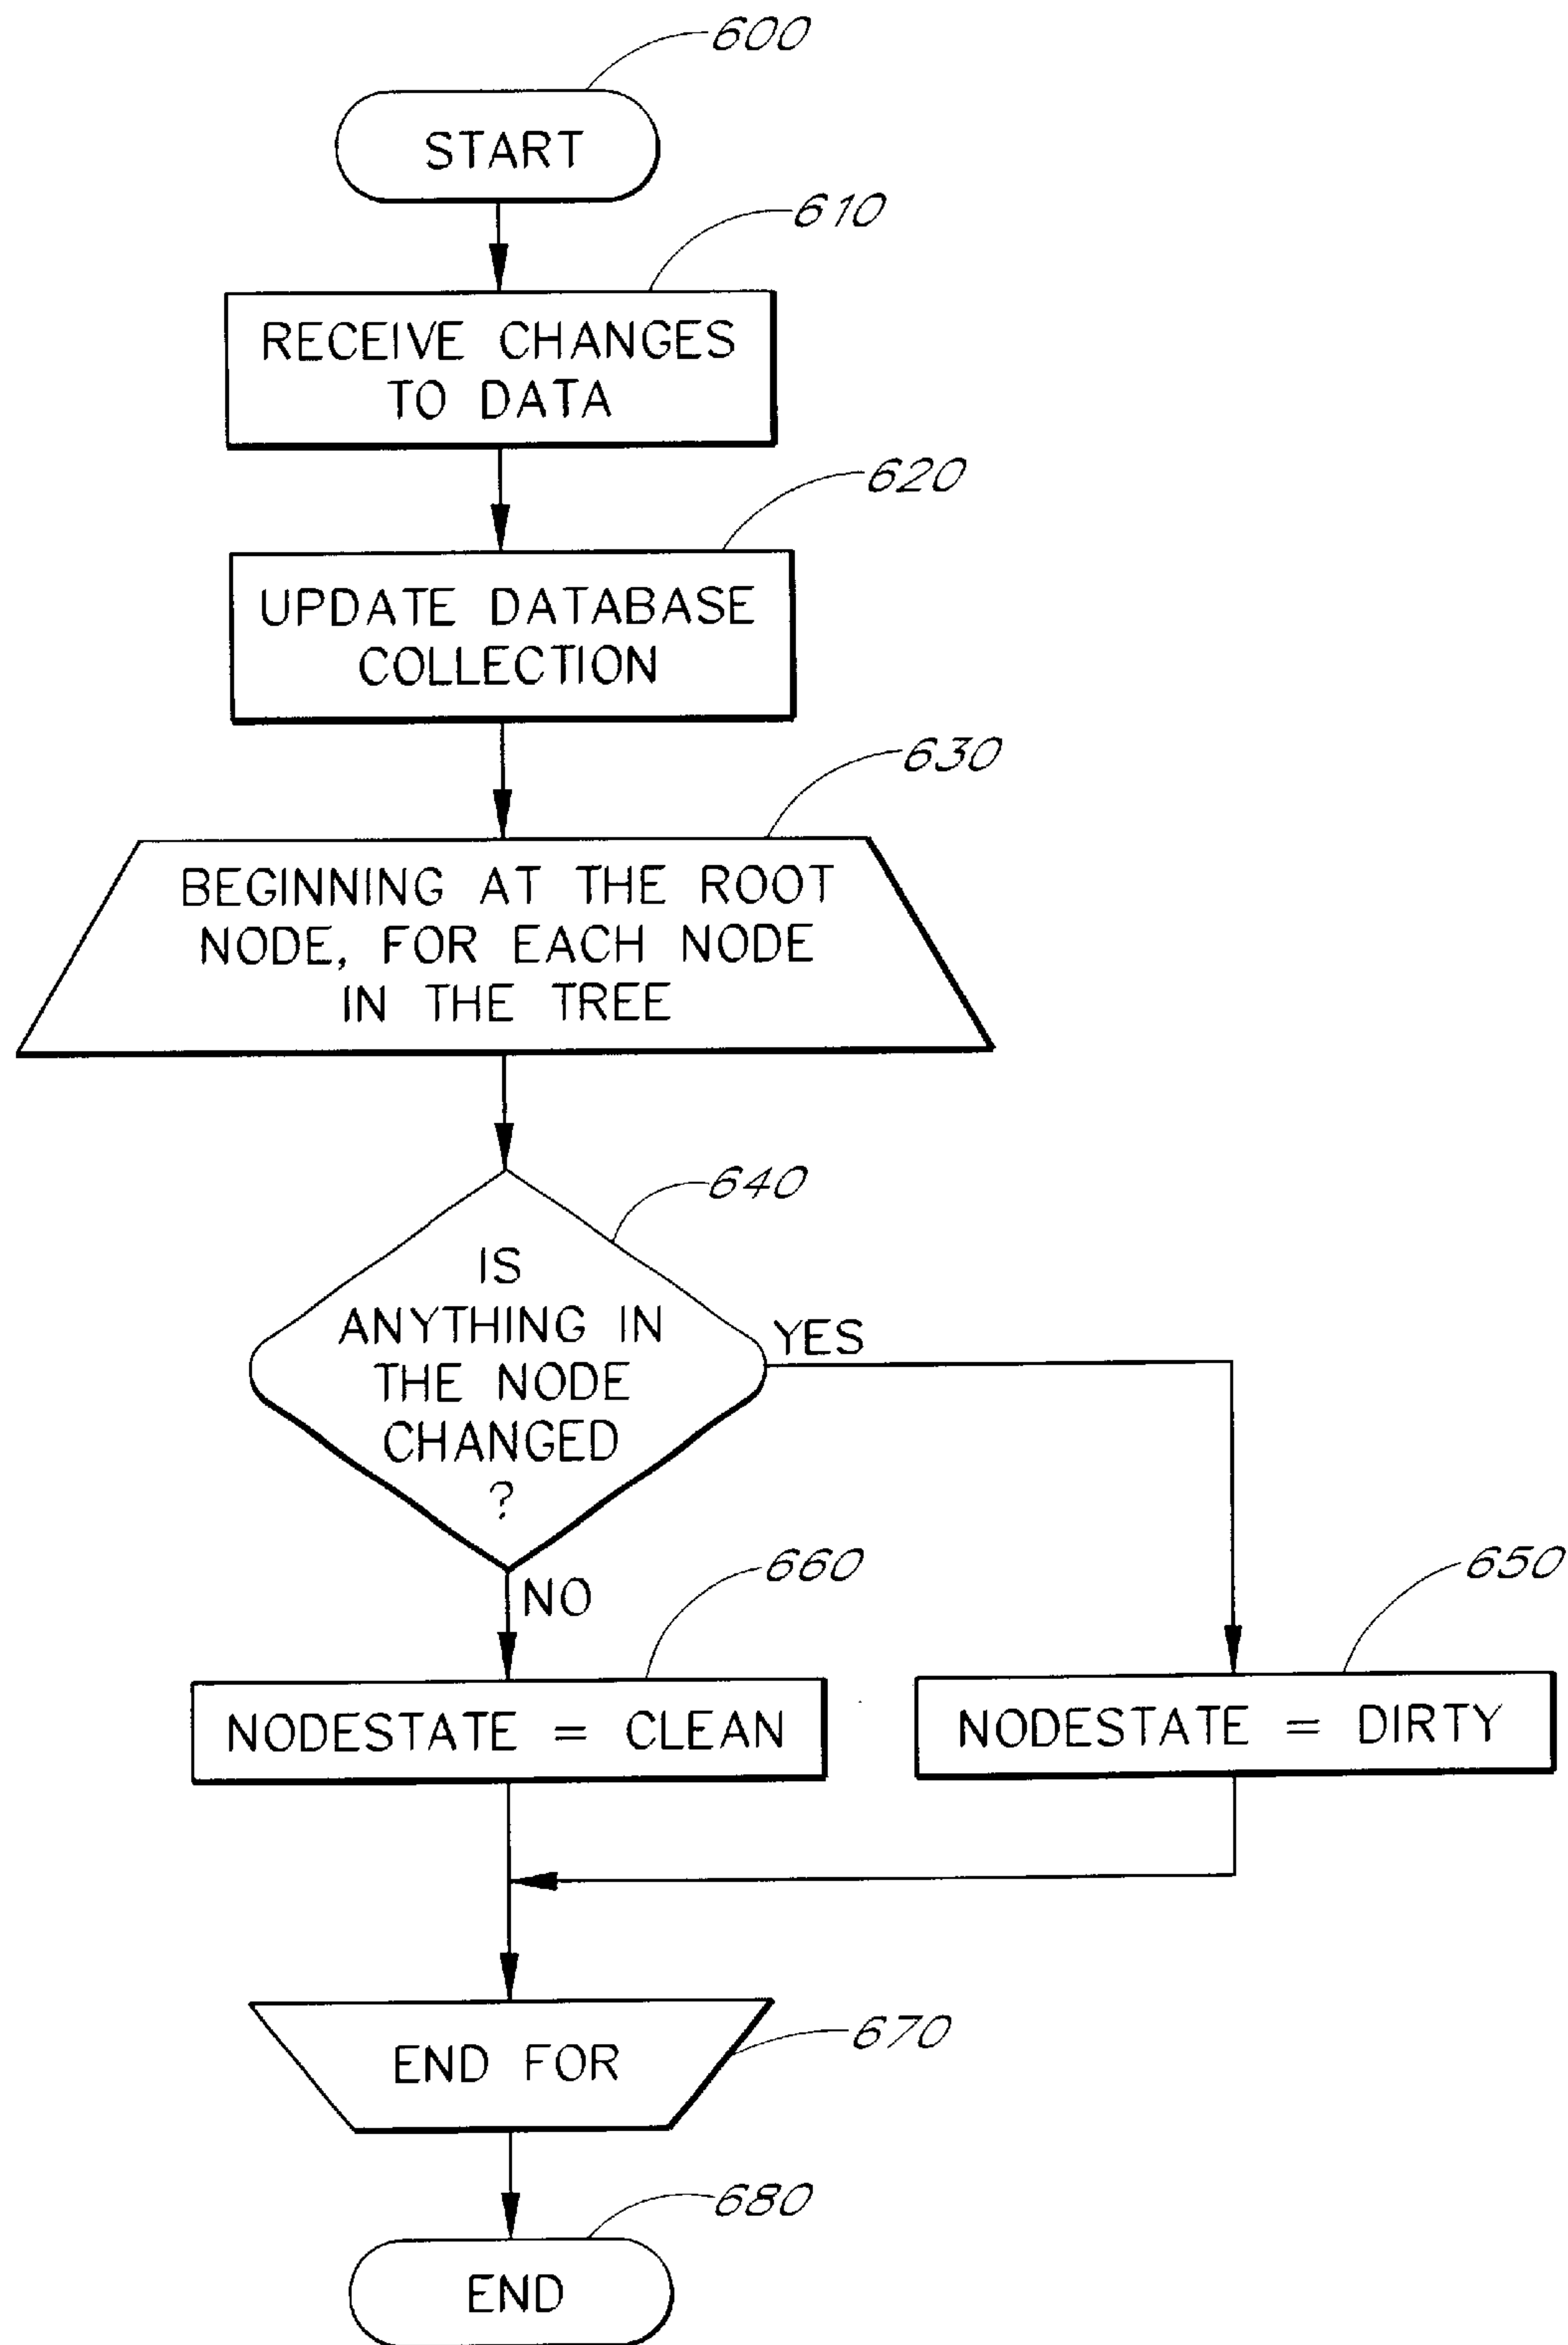 600
START
610
RECEIVE CHANGES
TO DATA
620
UPDATE DATABASE
COLLECTION
630
BEGINNING AT THE ROOT
NODE, FOR EACH NODE
IN THE TREE
640
IS
ANYTHING IN
THE NODE
CHANGED
?
YES
NO
660
NODESTATE = CLEAN
650
NODESTATE = DIRTY
670
END FOR
680
END